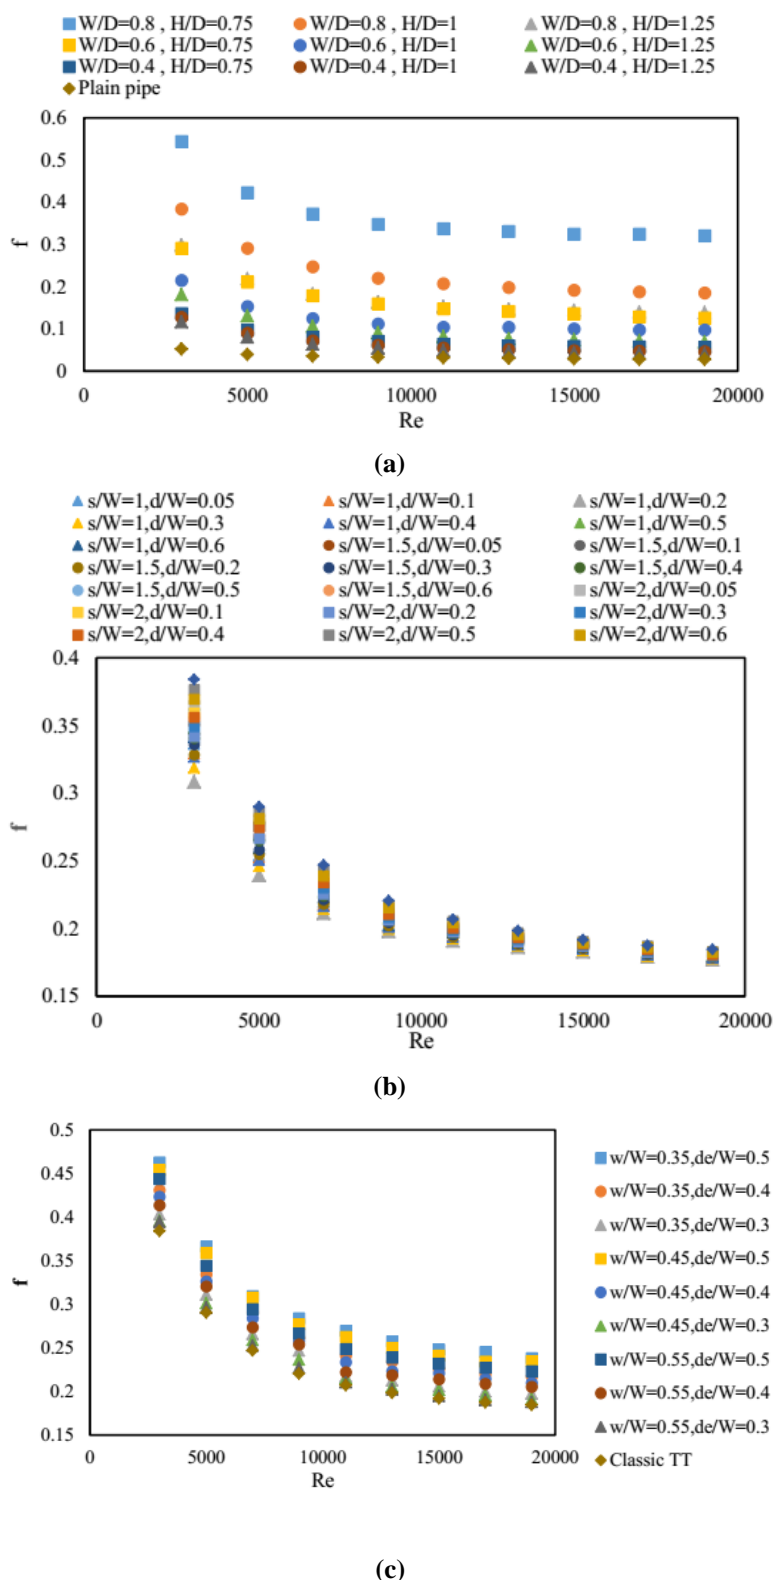 W/D=0.8 , H/D=0.75 W/D=0.8 , H/D=1 W/D=0.8 , H/D=1.25
W/D=0.6 , H/D=0.75 W/D=0.6 , H/D=1 W/D=0.6 , H/D=1.25
W/D=0.4 , H/D=0.75 W/D=0.4 , H/D=1 W/D=0.4 , H/D=1.25
Plain pipe
0.6
0.5
0.4
0.3
0.2
0.1
0
f
0 5000 10000 15000 20000
Re
(a)
s/W=1,d/W=0.05 s/W=1,d/W=0.1 s/W=1,d/W=0.2
s/W=1,d/W=0.3 s/W=1,d/W=0.4 s/W=1,d/W=0.5
s/W=1,d/W=0.6 s/W=1.5,d/W=0.05 s/W=1.5,d/W=0.1
s/W=1.5,d/W=0.2 s/W=1.5,d/W=0.3 s/W=1.5,d/W=0.4
s/W=1.5,d/W=0.5 s/W=1.5,d/W=0.6 s/W=2,d/W=0.05
s/W=2,d/W=0.1 s/W=2,d/W=0.2 s/W=2,d/W=0.3
s/W=2,d/W=0.4 s/W=2,d/W=0.5 s/W=2,d/W=0.6
0.4
0.35
0.3
0.25
0.2
0.15
f
0 5000 10000 15000 20000
Re
(b)
0.5
0.45
0.4
0.35
0.3
0.25
0.2
0.15
f
0 5000 10000 15000 20000
Re
w/W=0.35,de/W=0.5
w/W=0.35,de/W=0.4
w/W=0.35,de/W=0.3
w/W=0.45,de/W=0.5
w/W=0.45,de/W=0.4
w/W=0.45,de/W=0.3
w/W=0.55,de/W=0.5
w/W=0.55,de/W=0.4
w/W=0.55,de/W=0.3
Classic TT
(c)